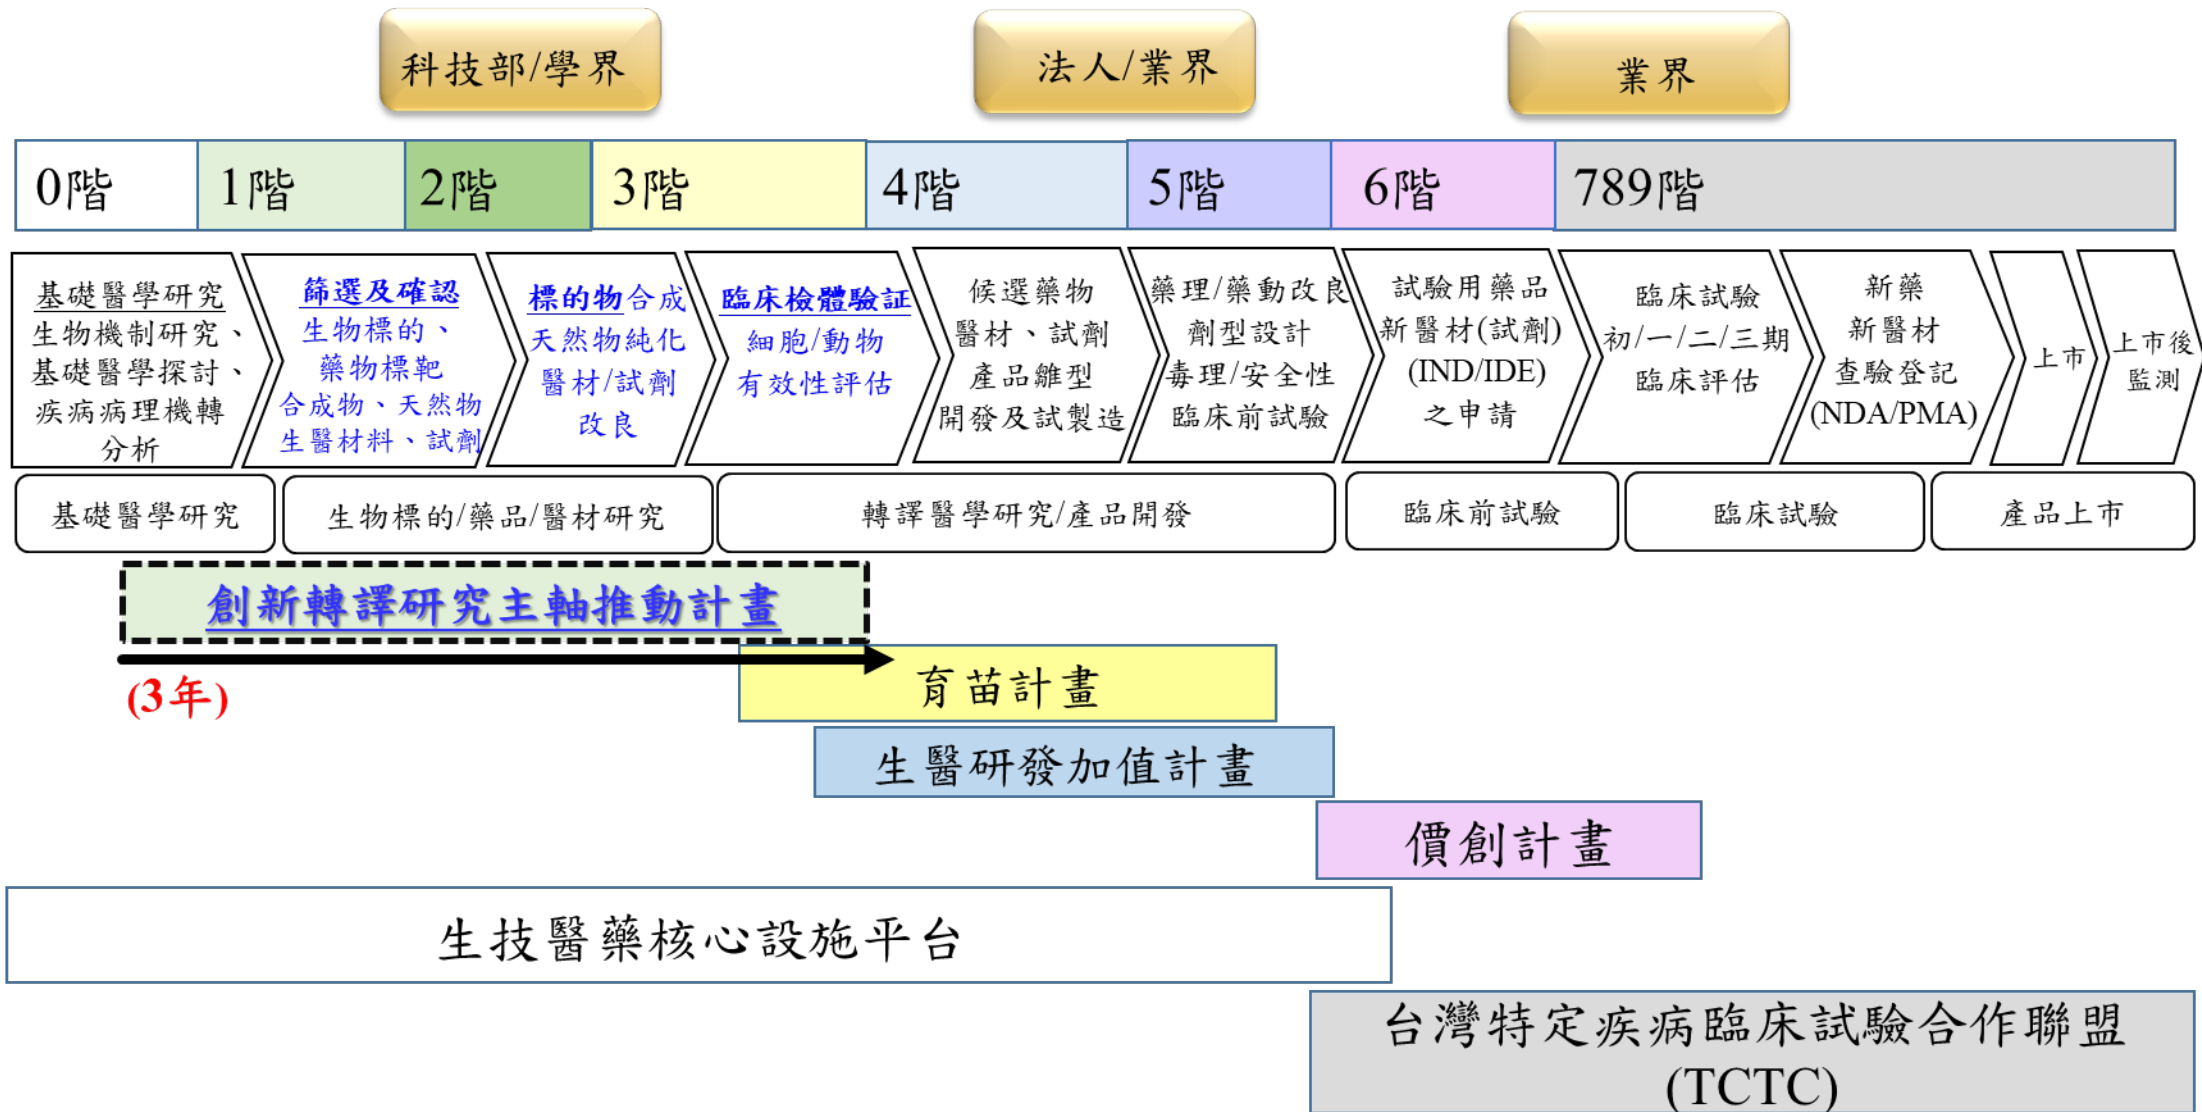 科技部/學界
法人/業界
業界
0階
1階
2階
3階
4階
5階
6階
789階
基礎醫學研究
生物機制研究、
基礎醫學探討、
疾病病理機轉
分析
篩選及確認
生物標的、
藥物標靶
合成物、天然物
生醫材料、試劑
標的物合成
天然物純化
醫材/試劑
改良
臨床檢體驗証
細胞/動物
有效性評估
候選藥物
醫材、試劑
產品雛型
開發及試製造
藥理/藥動改良
劑型設計
毒理/安全性
臨床前試驗
試驗用藥品
新醫材(試劑)
(IND/IDE)
之申請
臨床試驗
初/一/二/三期
臨床評估
新藥
新醫材
查驗登記
(NDA/PMA)
上市
上市後
監測
基礎醫學研究
生物標的/藥品/醫材研究
轉譯醫學研究/產品開發
臨床前試驗
臨床試驗
產品上市
創新轉譯研究主軸推動計畫
(3年)
育苗計畫
生醫研發加值計畫
價創計畫
生技醫藥核心設施平台
台灣特定疾病臨床試驗合作聯盟
(TCTC)